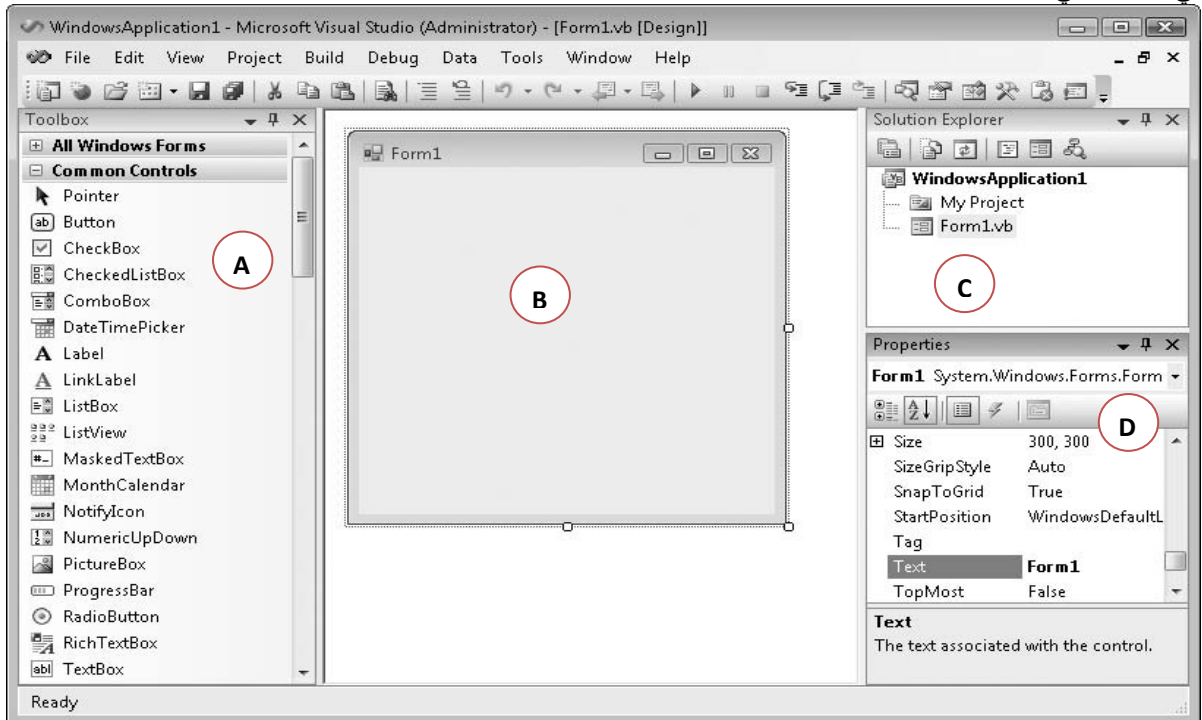 WindowsApplication1 - Microsoft Visual Studio (Administrator) - [Form1.vb [Design]]
File Edit View Project Build Debug Data Tools Window Help
Toolbox
All Windows Forms
Common Controls
Pointer
Button
CheckBox
CheckedListBox
ComboBox
DateTimePicker
Label
LinkLabel
ListBox
ListView
MaskedTextBox
MonthCalendar
NotifyIcon
NumericUpDown
PictureBox
ProgressBar
RadioButton
RichTextBox
TextBox
A
Form1
B
Solution Explorer
WindowsApplication1
My Project
Form1.vb
C
Properties
Form1 System.Windows.Forms.Form
D
Size 300, 300
SizeGripStyle Auto
SnapToGrid True
StartPosition WindowsDefaultL
Tag
Text Form1
TopMost False
Text
The text associated with the control.
Ready